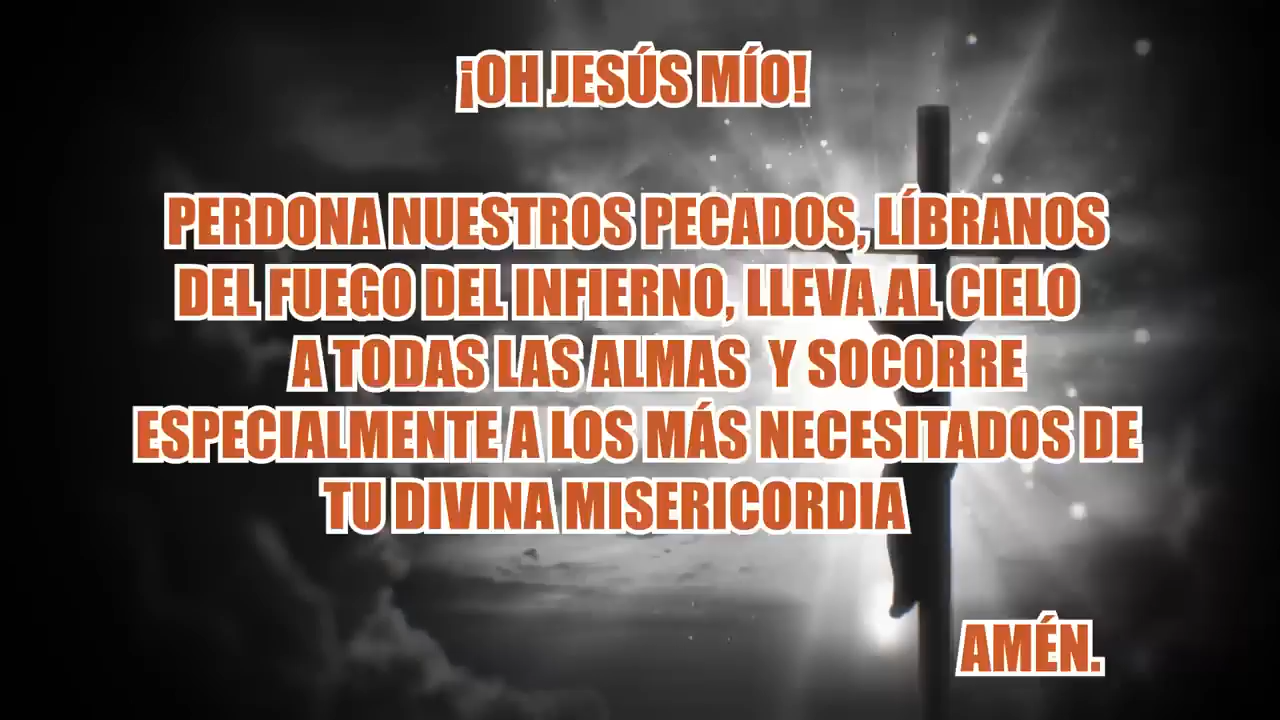 ¡OH JESÚS MÍO!
PERDONA NUESTROS PECADOS, LÍBRANOS
DEL FUEGO DEL INFIERNO, LLEVA AL CIELO
A TODAS LAS ALMAS Y SOCORRE
ESPECIALMENTE A LOS MÁS NECESITADOS DE
TU DIVINA MISERICORDIA
AMÉN.